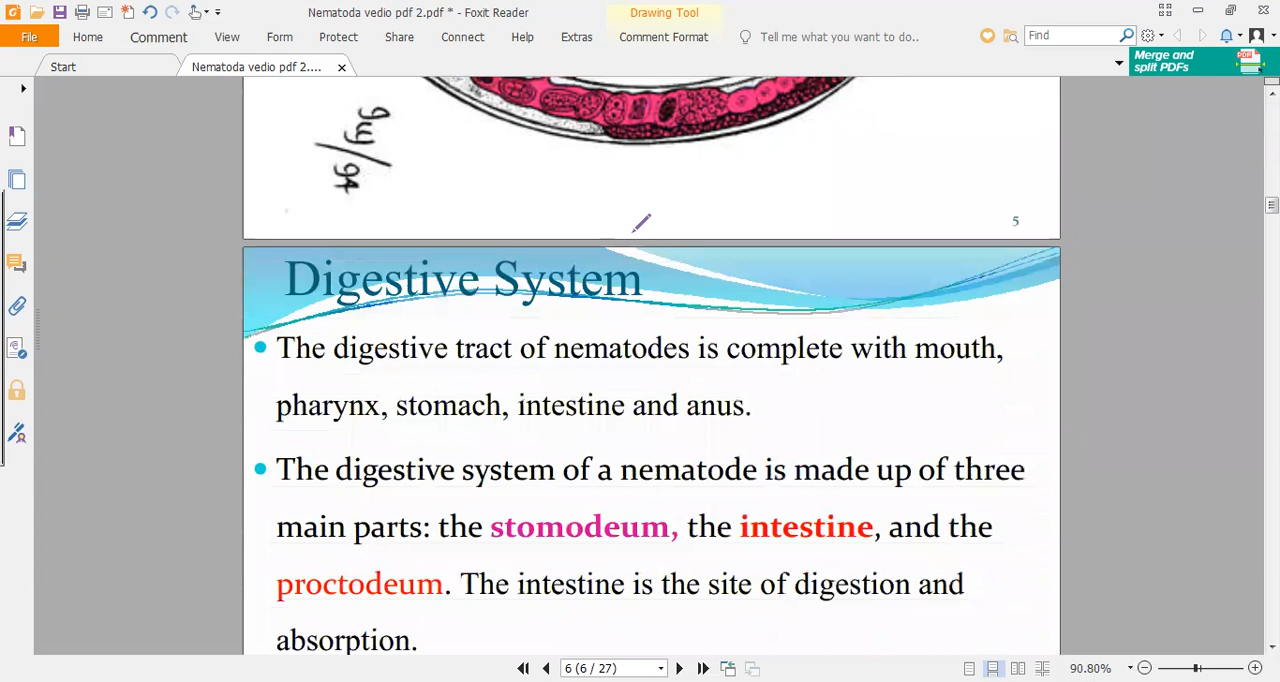 Nematoda vedio pdf 2.pdf * - Foxit Reader
Drawing Tool
File Home Comment View Form Protect Share Connect Help Extras Comment Format Tell me what you want to do.. Find
Start Nematoda vedio pdf 2.... Merge and
split PDFs
5
Digestive System
The digestive tract of nematodes is complete with mouth,
pharynx, stomach, intestine and anus.
The digestive system of a nematode is made up of three
main parts: the stomodeum, the intestine, and the
proctodeum. The intestine is the site of digestion and
absorption.
6 (6 / 27) 90.80%